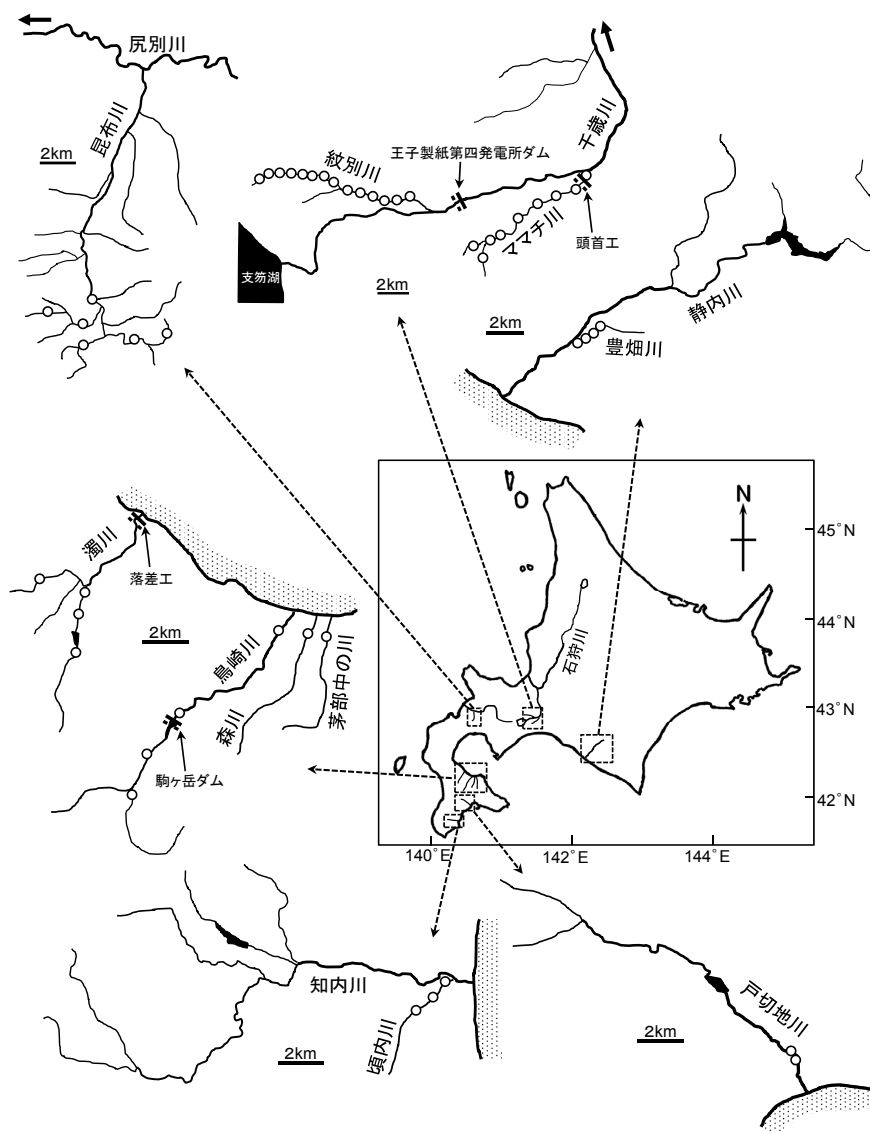 尻別川
昆布川
2km
千歳川
王子製紙第四発電所ダム
紋別川
ママチ川
頭首工
支笏湖
2km
静内川
2km
豊畑川
濁川
落差工
2km
鳥崎川
森川
茅部中の川
駒ヶ岳ダム
N
石狩川
45˚N
44˚N
43˚N
42˚N
140˚E
142˚E
144˚E
知内川
2km
頃内川
戸切地川
2km